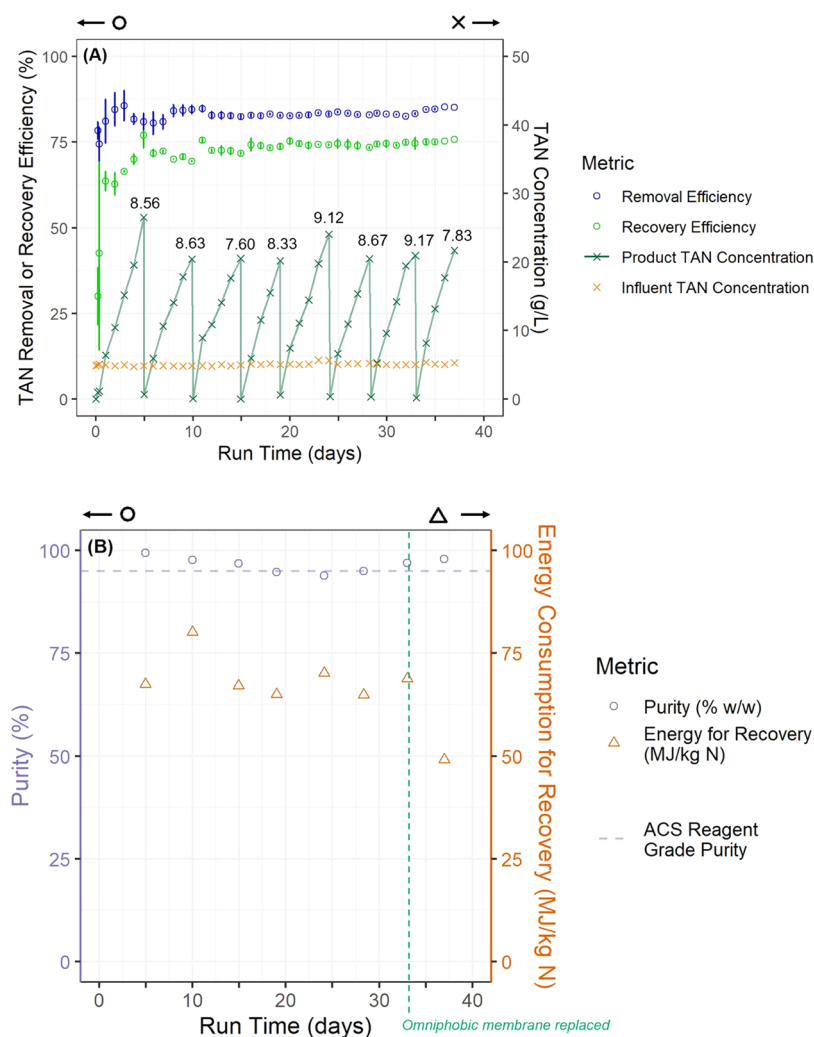 (A)
TAN Removal or Recovery Efficiency (%)
100
75
50
25
0
8.56
8.63
7.60
8.33
9.12
8.67
9.17
7.83
50
40
30
20
10
0
TAN Concentration (g/L)
0
10
20
30
40
Run Time (days)
Metric
Removal Efficiency
Recovery Efficiency
Product TAN Concentration
Influent TAN Concentration
(B)
Purity (%)
100
75
50
25
0
100
75
50
25
0
Energy Consumption for
Recovery (MJ/kg N)
0
10
20
30
40
Run Time (days)
Omniphobic membrane replaced
Metric
Purity (% w/w)
Energy for Recovery
(MJ/kg N)
ACS Reagent
Grade Purity